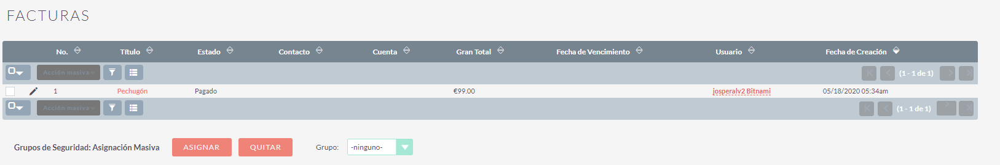 FACTURAS
No. Título Estado Contacto Cuenta Gran Total Fecha de Vencimiento Usuario Fecha de Creación
Acción masiva (1 - 1 de 1)
1 Pechugón Pagado €99.00 josperalv2 Bitnami 05/18/2020 05:34am
Acción masiva (1 - 1 de 1)
Grupos de Seguridad: Asignación Masiva ASIGNAR QUITAR Grupo: -ninguno-